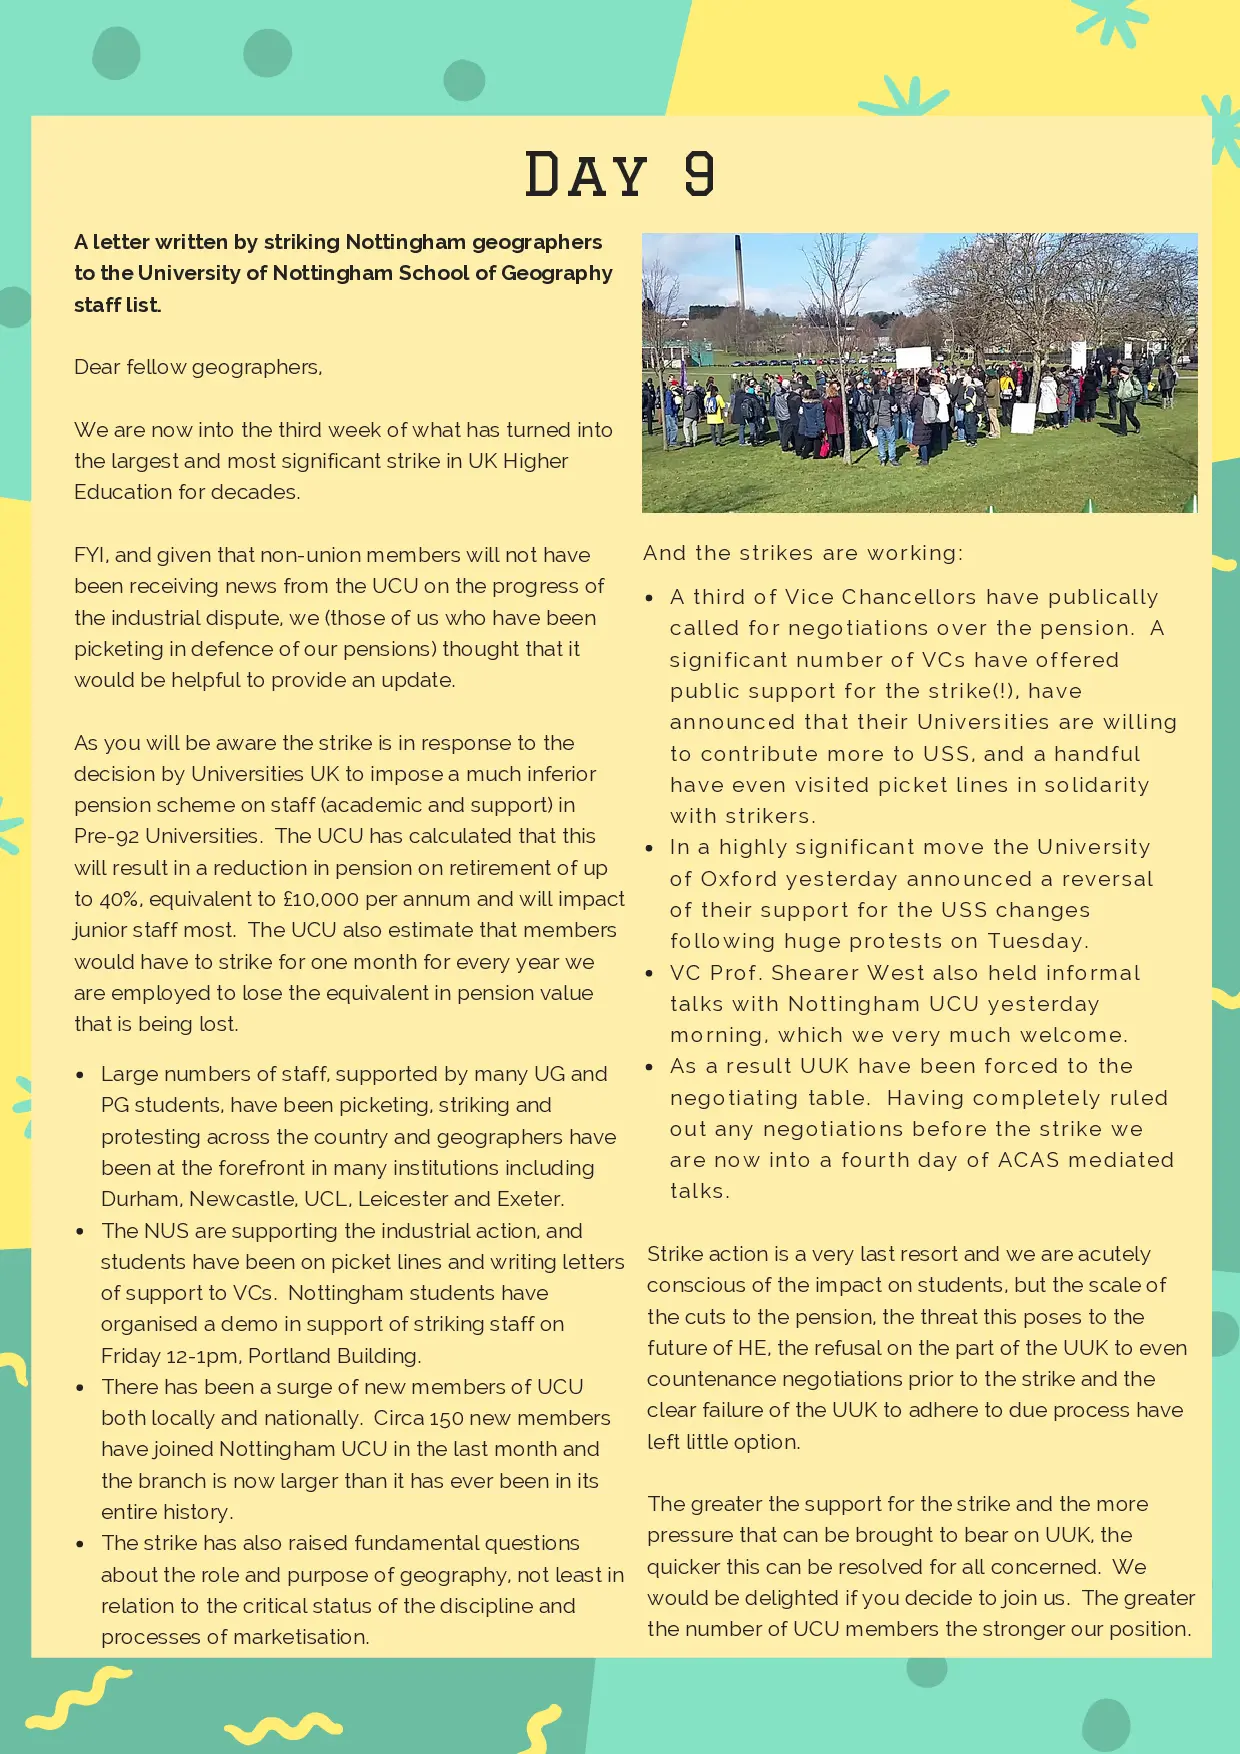 Day 9
A letter written by striking Nottingham geographers
to the University of Nottingham School of Geography
staff list.
Dear fellow geographers,
We are now into the third week of what has turned into
the largest and most significant strike in UK Higher
Education for decades.
FYI, and given that non-union members will not have
been receiving news from the UCU on the progress of
the industrial dispute, we (those of us who have been
picketing in defence of our pensions) thought that it
would be helpful to provide an update.
As you will be aware the strike is in response to the
decision by Universities UK to impose a much inferior
pension scheme on staff (academic and support) in
Pre-92 Universities.  The UCU has calculated that this
will result in a reduction in pension on retirement of up
to 40%, equivalent to £10,000 per annum and will impact
junior staff most.  The UCU also estimate that members
would have to strike for one month for every year we
are employed to lose the equivalent in pension value
that is being lost.
• Large numbers of staff, supported by many UG and
PG students, have been picketing, striking and
protesting across the country and geographers have
been at the forefront in many institutions including
Durham, Newcastle, UCL, Leicester and Exeter.
• The NUS are supporting the industrial action, and
students have been on picket lines and writing letters
of support to VCs.  Nottingham students have
organised a demo in support of striking staff on
Friday 12-1pm, Portland Building.
• There has been a surge of new members of UCU
both locally and nationally.  Circa 150 new members
have joined Nottingham UCU in the last month and
the branch is now larger than it has ever been in its
entire history.
• The strike has also raised fundamental questions
about the role and purpose of geography, not least in
relation to the critical status of the discipline and
processes of marketisation.
And the strikes are working:
• A third of Vice Chancellors have publically
called for negotiations over the pension.  A
significant number of VCs have offered
public support for the strike(!), have
announced that their Universities are willing
to contribute more to USS, and a handful
have even visited picket lines in solidarity
with strikers.
• In a highly significant move the University
of Oxford yesterday announced a reversal
of their support for the USS changes
following huge protests on Tuesday.
• VC Prof. Shearer West also held informal
talks with Nottingham UCU yesterday
morning, which we very much welcome.
• As a result UUK have been forced to the
negotiating table.  Having completely ruled
out any negotiations before the strike we
are now into a fourth day of ACAS mediated
talks.
Strike action is a very last resort and we are acutely
conscious of the impact on students, but the scale of
the cuts to the pension, the threat this poses to the
future of HE, the refusal on the part of the UUK to even
countenance negotiations prior to the strike and the
clear failure of the UUK to adhere to due process have
left little option.
The greater the support for the strike and the more
pressure that can be brought to bear on UUK, the
quicker this can be resolved for all concerned.  We
would be delighted if you decide to join us.  The greater
the number of UCU members the stronger our position.